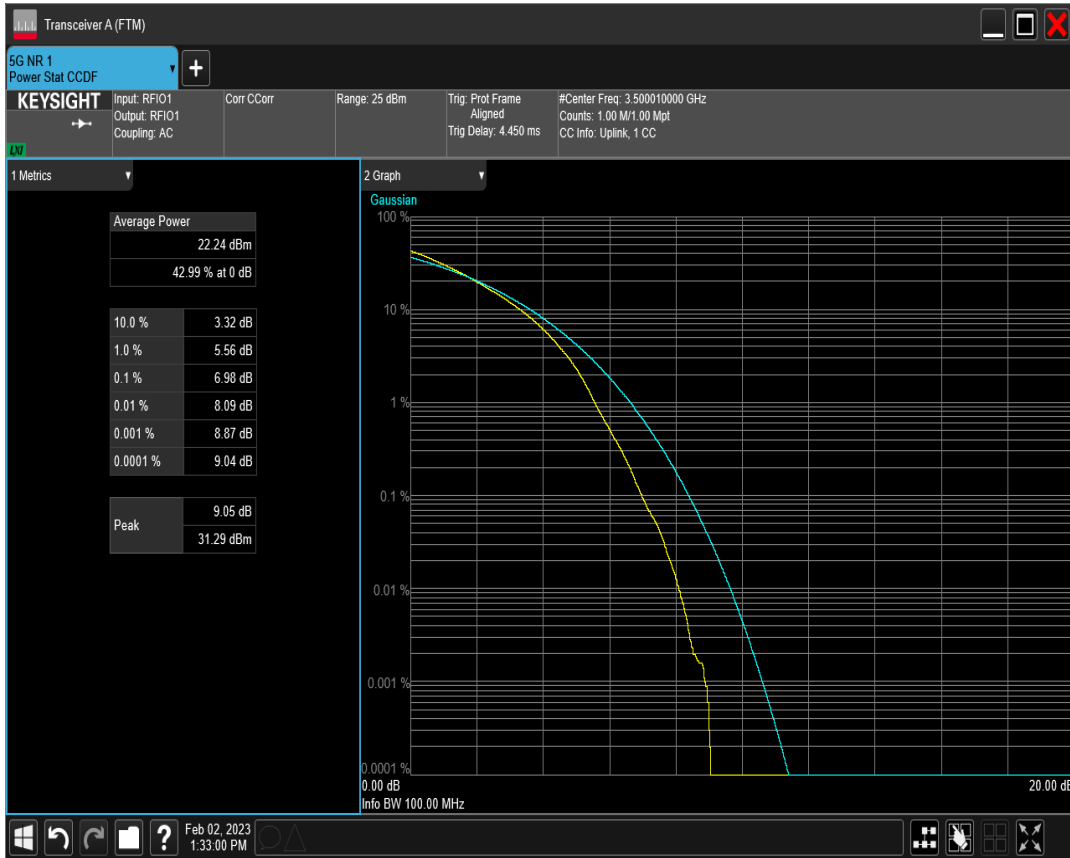 Transceiver A (FTM)
5G NR 1
Power Stat CCDF
+
KEYSIGHT
LXI
Input: RFIO1
Output: RFIO1
Coupling: AC
Corr CCorr
Range: 25 dBm
Trig: Prot Frame
Aligned
Trig Delay: 4.450 ms
#Center Freq: 3.500010000 GHz
Counts: 1.00 M/1.00 Mpt
CC Info: Uplink, 1 CC
1 Metrics
Average Power
22.24 dBm
42.99 % at 0 dB
10.0 % 3.32 dB
1.0 % 5.56 dB
0.1 % 6.98 dB
0.01 % 8.09 dB
0.001 % 8.87 dB
0.0001 % 9.04 dB
Peak 9.05 dB
31.29 dBm
2 Graph
Gaussian
100 %
10 %
1 %
0.1 %
0.01 %
0.001 %
0.0001 %
0.00 dB 20.00 dB
Info BW 100.00 MHz
? Feb 02, 2023
1:33:00 PM